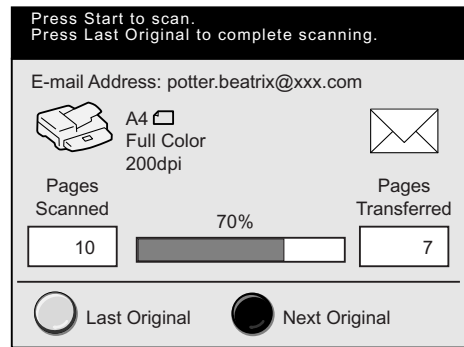 Press Start to scan.
Press Last Original to complete scanning.
E-mail Address: potter.beatrix@xxx.com
A4
Full Color
200dpi
Pages
Scanned
Pages
Transferred
70%
10
7
Last Original
Next Original